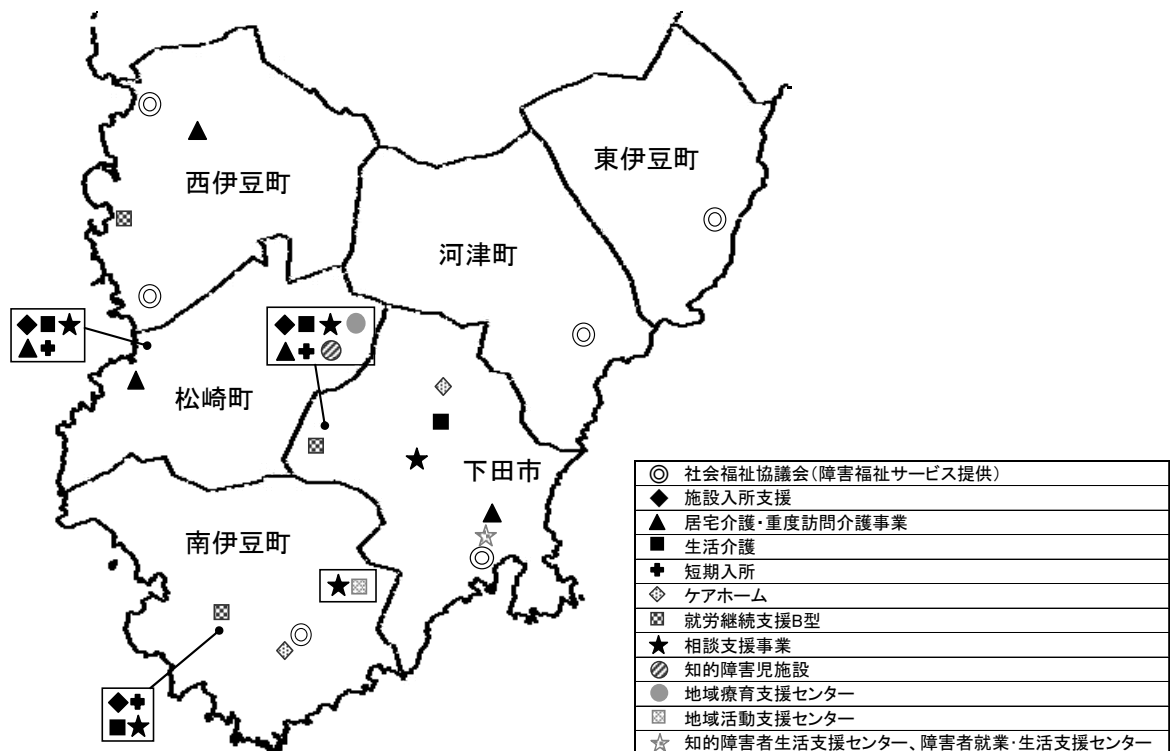 東伊豆町
西伊豆町
河津町
松崎町
下田市
南伊豆町
社会福祉協議会(障害福祉サービス提供)
施設入所支援
居宅介護・重度訪問介護事業
生活介護
短期入所
ケアホーム
就労継続支援B型
相談支援事業
知的障害児施設
地域療育支援センター
地域活動支援センター
知的障害者生活支援センター、障害者就業・生活支援センター